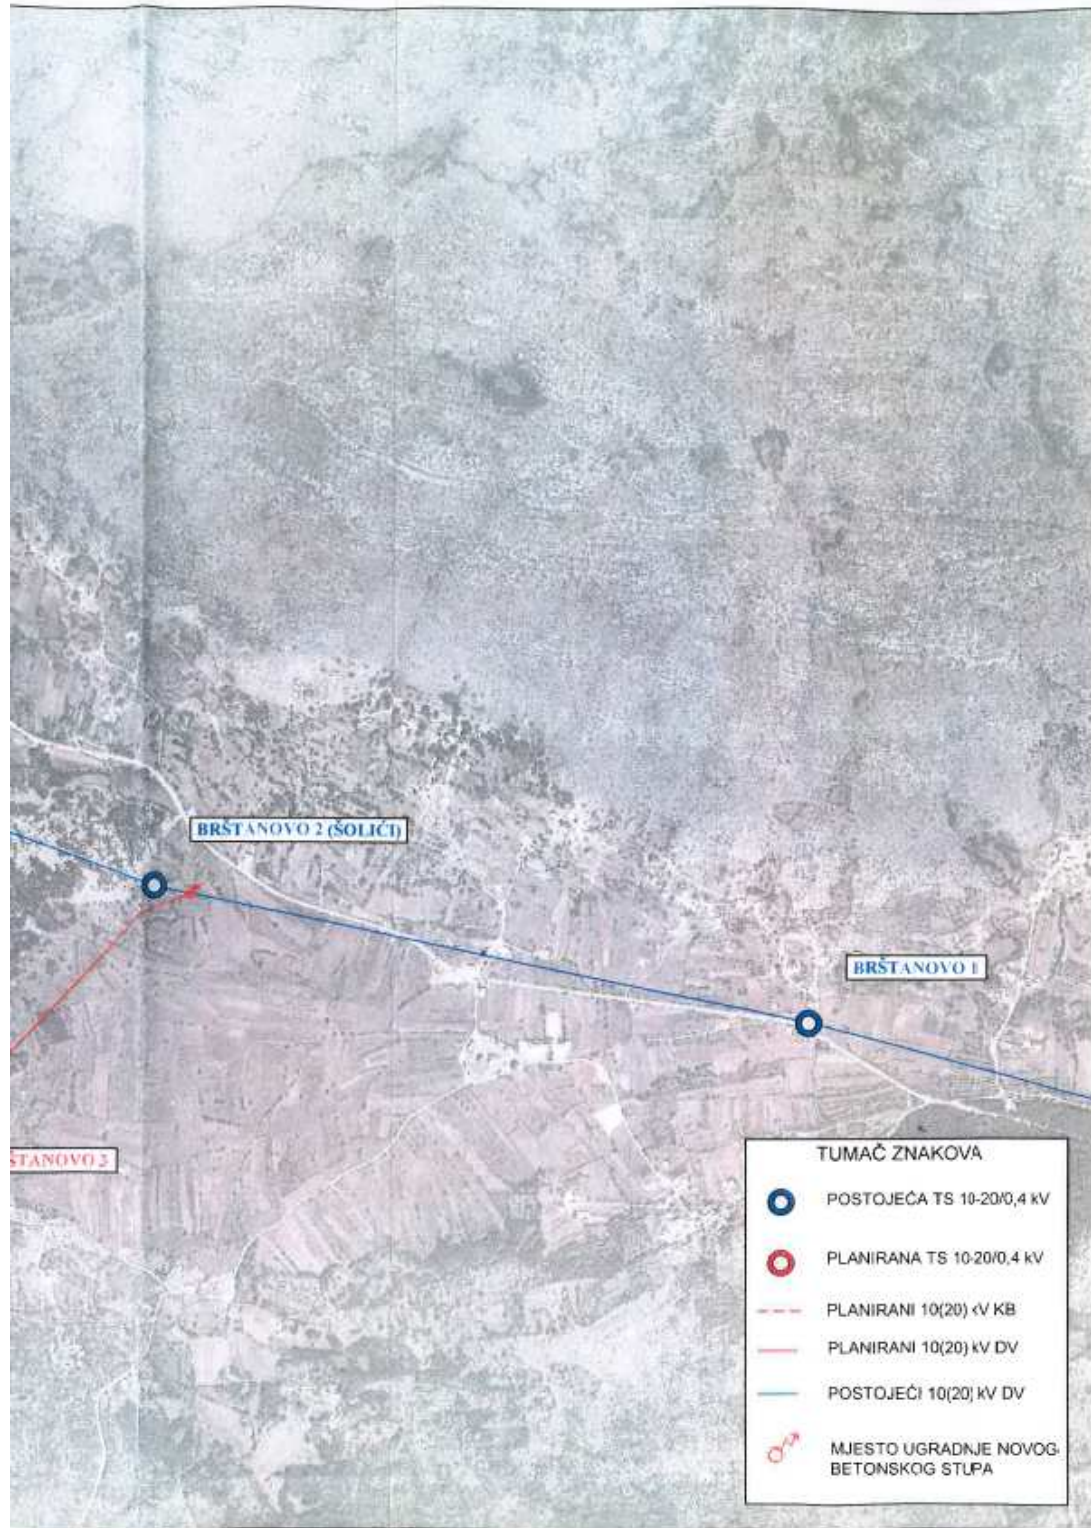 BRŠTANOVO 2 (ŠOLIĆI)
BRŠTANOVO 1
ŠTANOVO 3
TUMAČ ZNAKOVA
POSTOJEĆA TS 10-20/0,4 kV
PLANIRANA TS 10-20/0,4 kV
PLANIRANI 10(20) kV KB
PLANIRANI 10(20) kV DV
POSTOJEĆI 10(20) kV DV
MJESTO UGRADNJE NOVOG
BETONSKOG STUPA